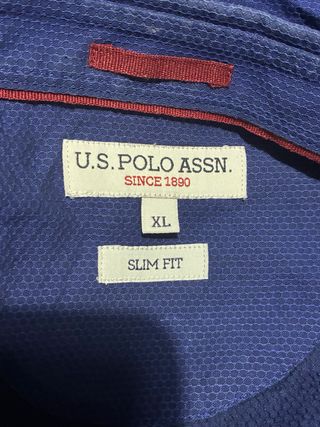 U.S. POLO ASSN.
SINCE 1890
XL
SLIM FIT